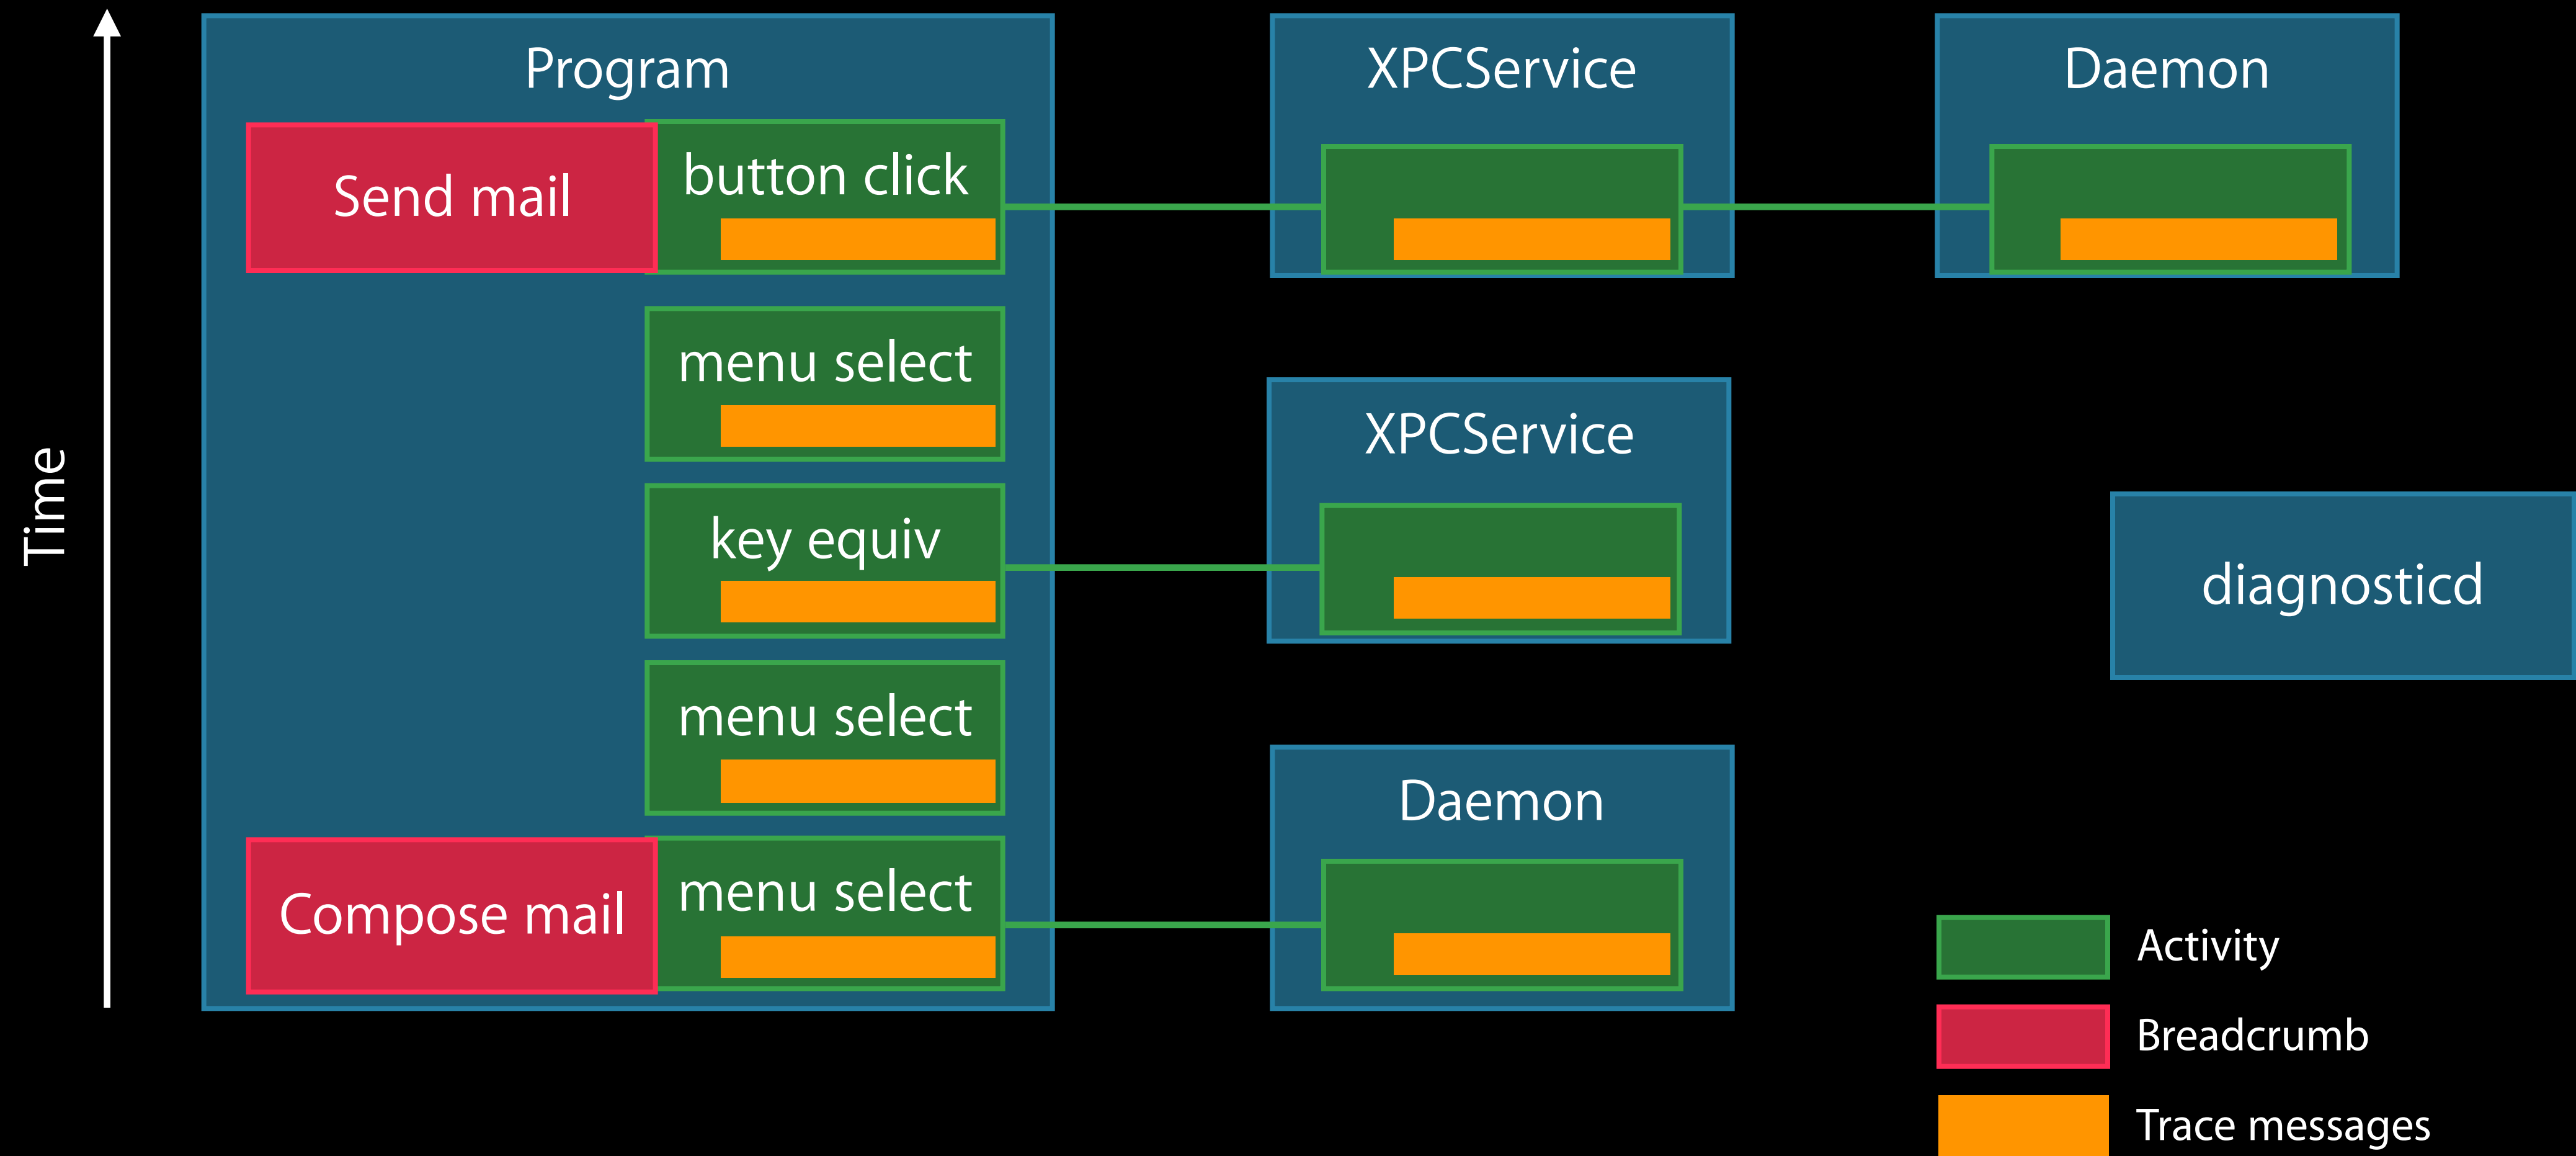 Time
Program
Send mail
button click
menu select
key equiv
menu select
Compose mail
menu select
XPCService
Daemon
XPCService
diagnosticd
Daemon
Activity
Breadcrumb
Trace messages